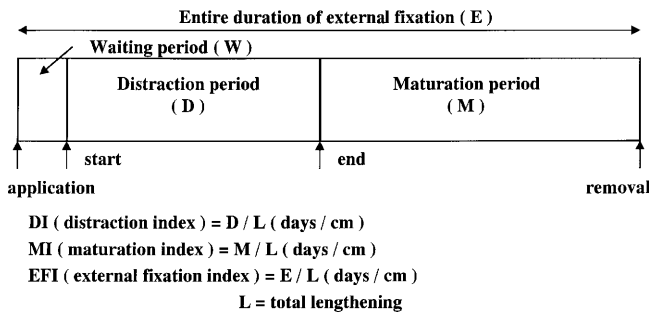 Entire duration of external fixation ( E )
Waiting period ( W )
Distraction period
( D )
Maturation period
( M )
start
end
application
removal
DI ( distraction index ) = D / L ( days / cm )
MI ( maturation index ) = M / L ( days / cm )
EFI ( external fixation index ) = E / L ( days / cm )
L = total lengthening